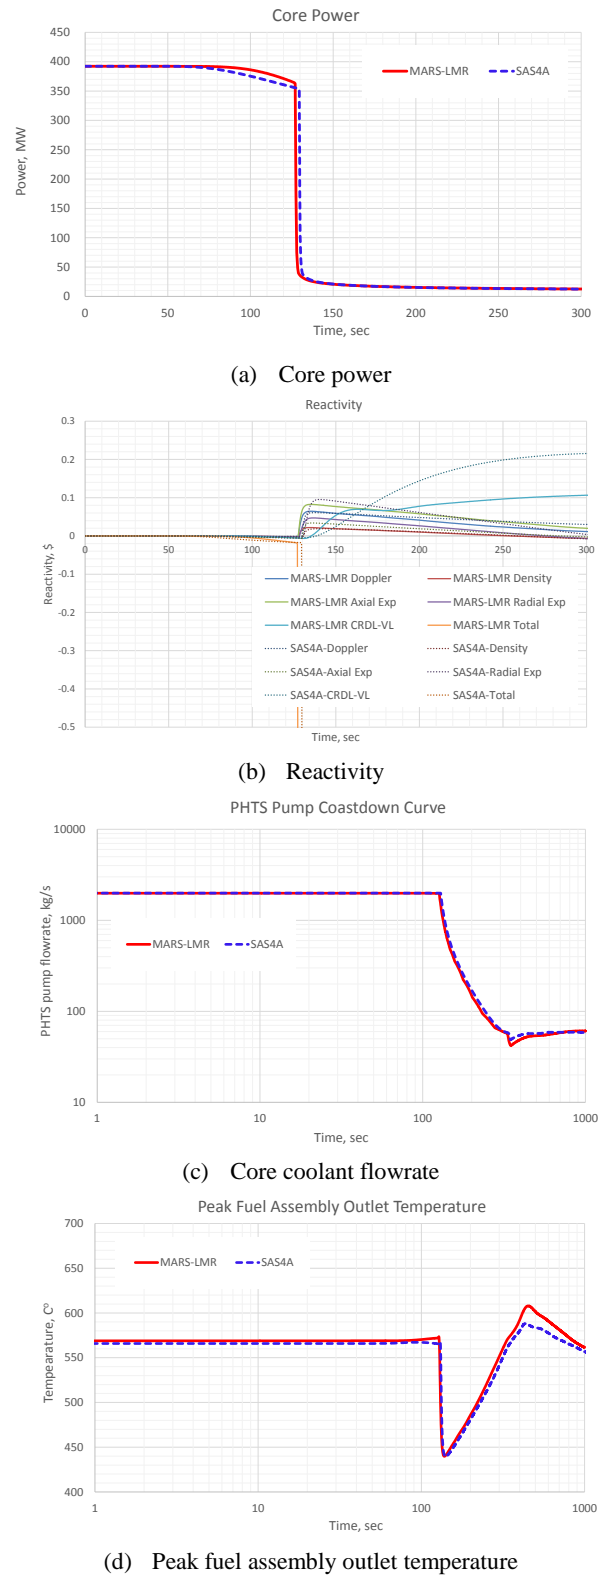 Core Power
450
400
350
300
250
200
150
100
50
0
Power, MW
MARS-LMR
SAS4A
0
50
100
150
200
250
300
Time, sec
(a) Core power
Reactivity
0.3
0.2
0.1
0
-0.1
-0.2
-0.3
-0.4
-0.5
Reactivity, $
0
50
100
150
200
250
300
MARS-LMR Doppler
MARS-LMR Density
MARS-LMR Axial Exp
MARS-LMR Radial Exp
MARS-LMR CRDL-VL
MARS-LMR Total
SAS4A-Doppler
SAS4A-Density
SAS4A-Axial Exp
SAS4A-Radial Exp
SAS4A-CRDL-VL
SAS4A-Total
Time, sec
(b) Reactivity
PHTS Pump Coastdown Curve
10000
1000
100
10
PHTS pump flowrate, kg/s
MARS-LMR
SAS4A
1
10
100
1000
Time, sec
(c) Core coolant flowrate
Peak Fuel Assembly Outlet Temperature
700
650
600
550
500
450
400
Tempearature, Cº
MARS-LMR
SAS4A
1
10
100
1000
Time, sec
(d) Peak fuel assembly outlet temperature